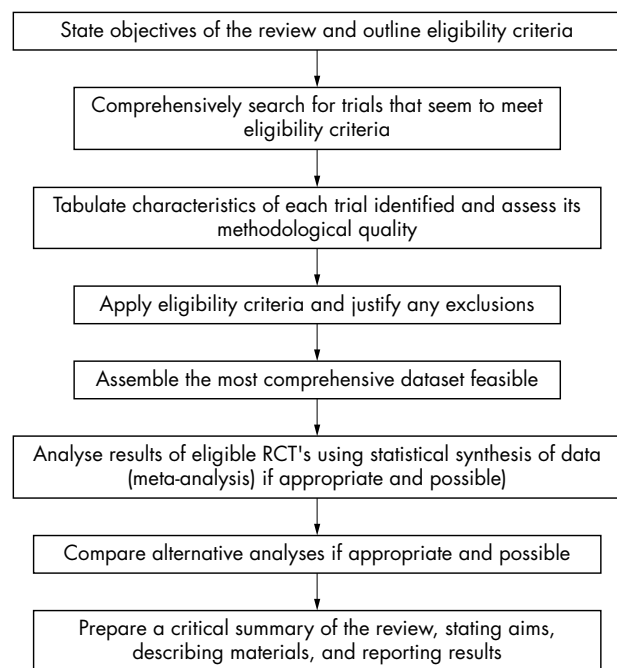 State objectives of the review and outline eligibility criteria
Comprehensively search for trials that seem to meet
eligibility criteria
Tabulate characteristics of each trial identified and assess its
methodological quality
Apply eligibility criteria and justify any exclusions
Assemble the most comprehensive dataset feasible
Analyse results of eligible RCT's using statistical synthesis of data
(meta-analysis) if appropriate and possible)
Compare alternative analyses if appropriate and possible
Prepare a critical summary of the review, stating aims,
describing materials, and reporting results